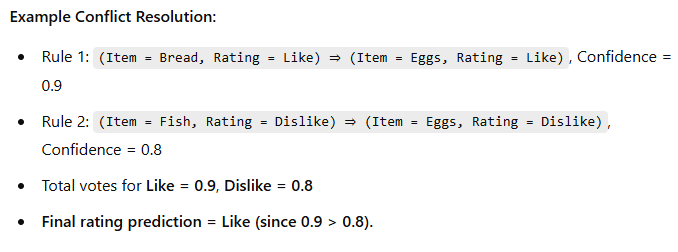 Example Conflict Resolution:
• Rule 1: (Item = Bread, Rating = Like) ⇒ (Item = Eggs, Rating = Like) , Confidence =
0.9
• Rule 2: (Item = Fish, Rating = Dislike) ⇒ (Item = Eggs, Rating = Dislike) ,
Confidence = 0.8
• Total votes for Like = 0.9, Dislike = 0.8
• Final rating prediction = Like (since 0.9 > 0.8).